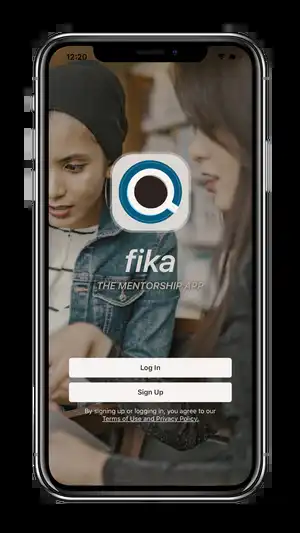 12:20
fika
THE MENTORSHIP APP
Log In
Sign Up
By signing up or logging in, you agree to our
Terms of Use and Privacy Policy.